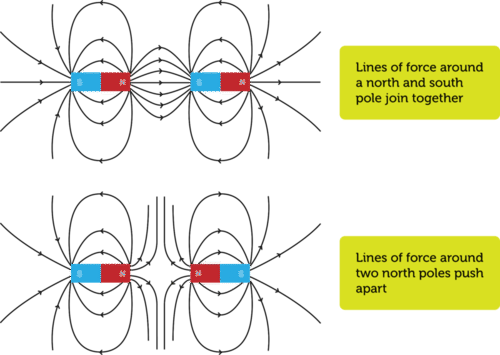 Lines of force around
a north and south
pole join together
Lines of force around
two north poles push
apart